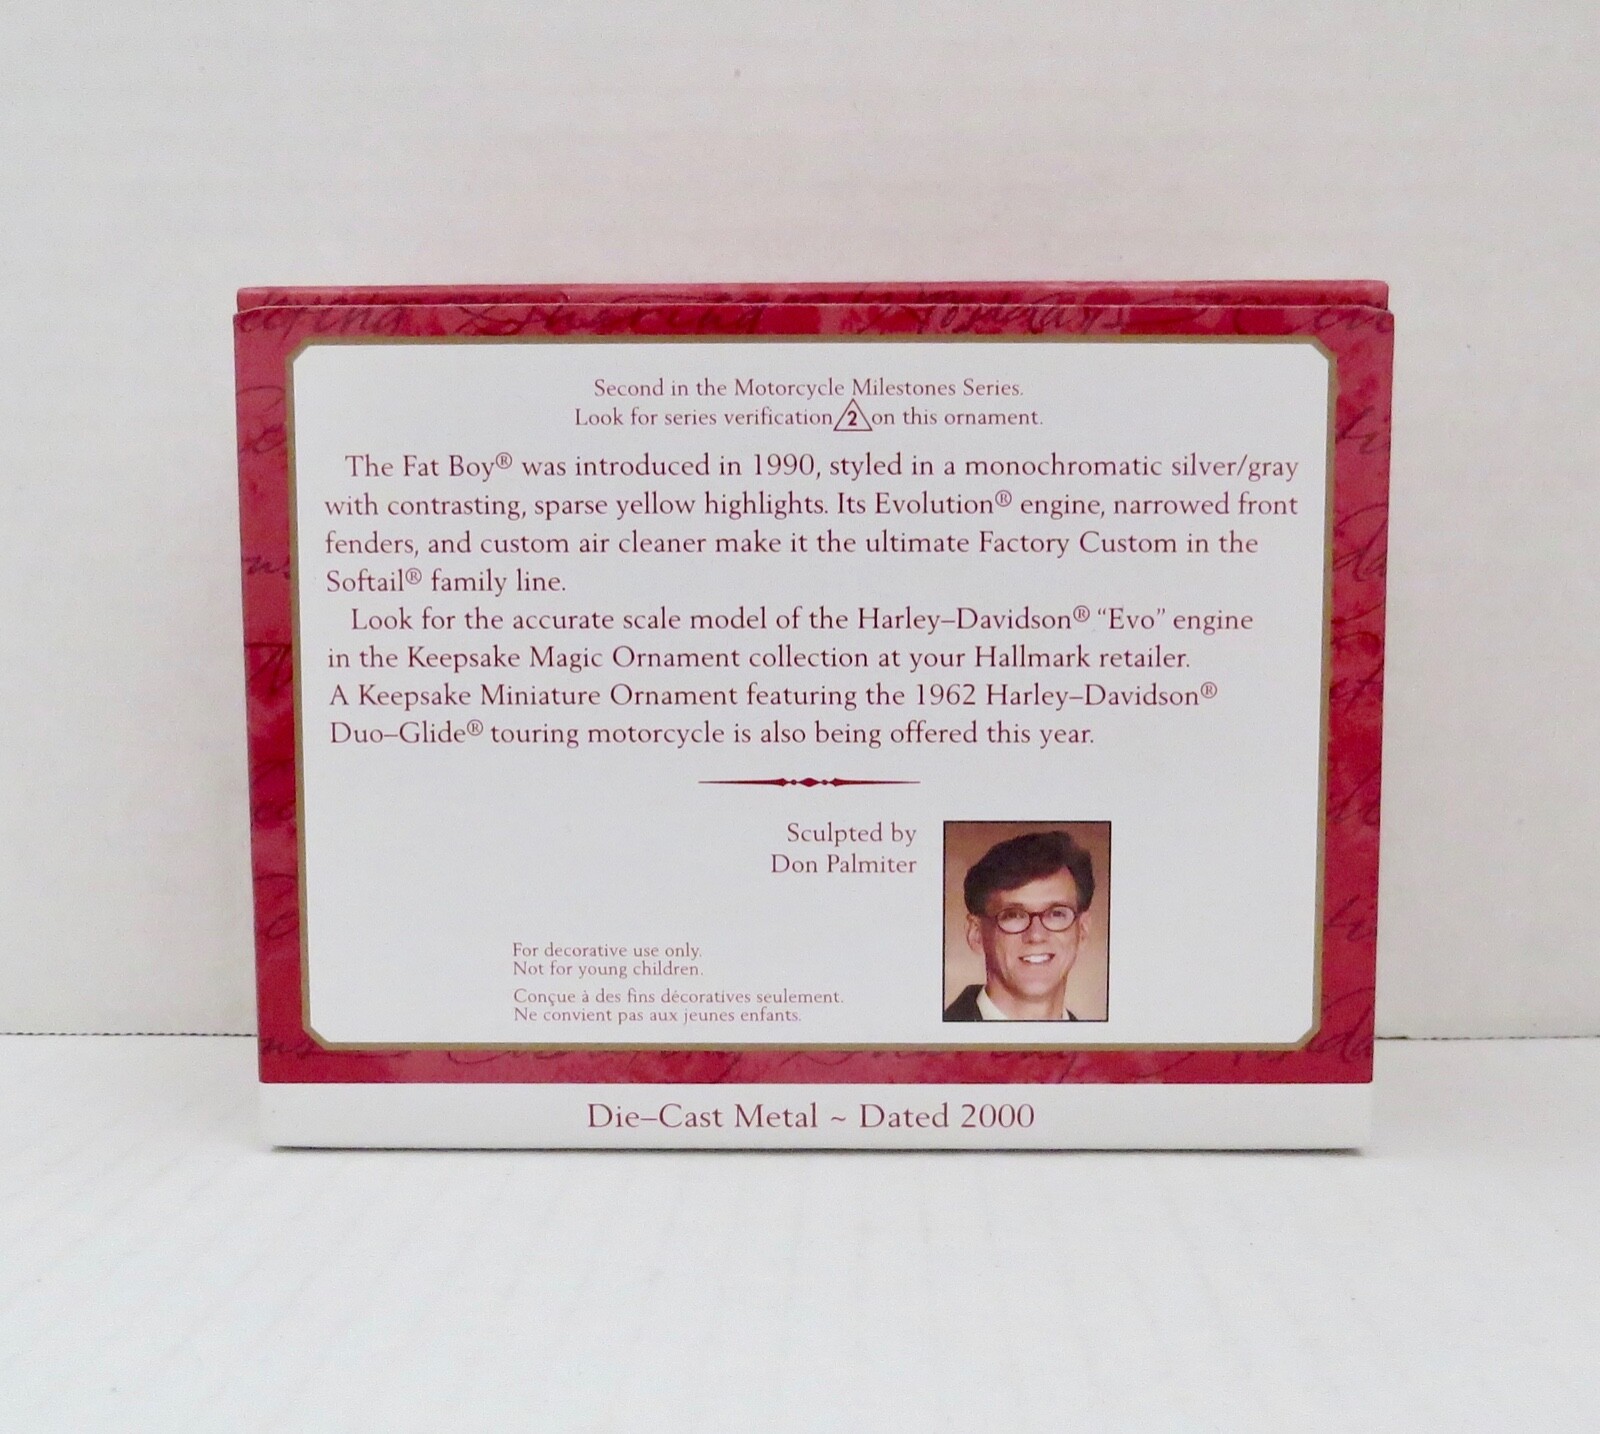 Second in the Motorcycle Milestones Series.
Look for series verification 2 on this ornament.
The Fat Boy® was introduced in 1990, styled in a monochromatic silver/gray
with contrasting, sparse yellow highlights. Its Evolution® engine, narrowed front
fenders, and custom air cleaner make it the ultimate Factory Custom in the
Softail® family line.
Look for the accurate scale model of the Harley–Davidson® “Evo” engine
in the Keepsake Magic Ornament collection at your Hallmark retailer.
A Keepsake Miniature Ornament featuring the 1962 Harley–Davidson®
Duo–Glide® touring motorcycle is also being offered this year.
Sculpted by
Don Palmiter
For decorative use only.
Not for young children.
Conçue à des fins décoratives seulement.
Ne convient pas aux jeunes enfants.
Die–Cast Metal ~ Dated 2000